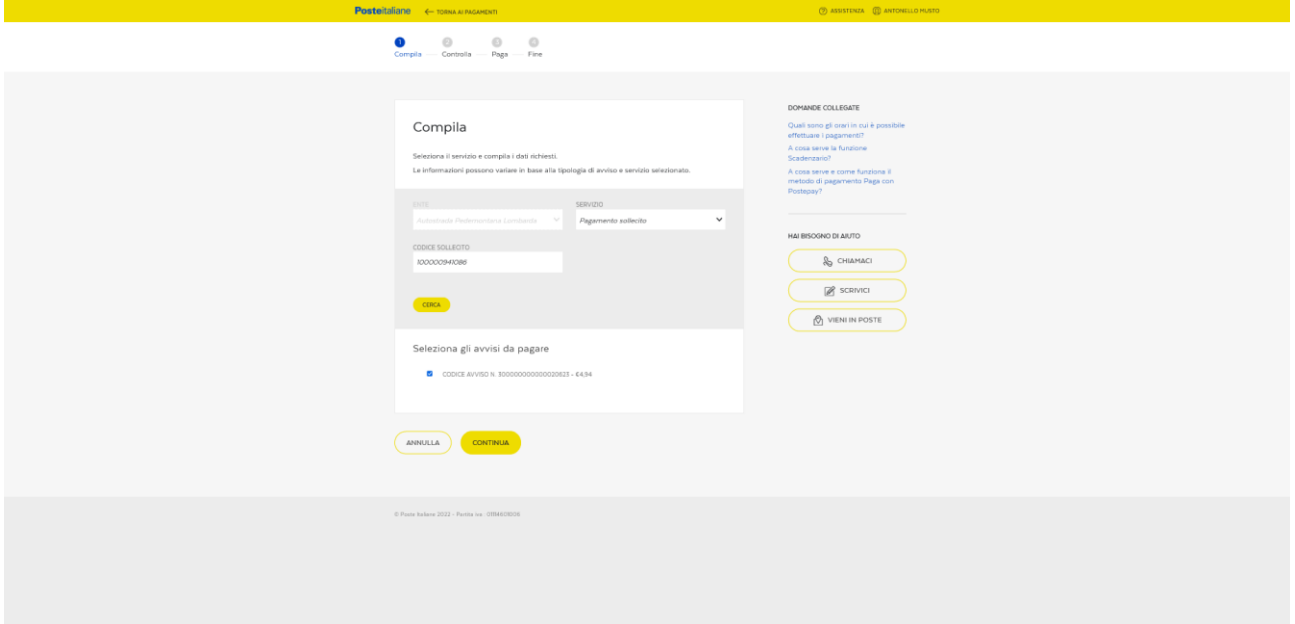 Posteitaliane
← TORNA AI PAGAMENTI
ASSISTENZA
ANTONELLO MUSTO
1 2 3 4
Compila Controlla Paga Fine
Compila
Seleziona il servizio e compila i dati richiesti.
Le informazioni possono variare in base alla tipologia di avviso e servizio selezionato.
ENTE
Autostrada Pedemontana Lombarda
SERVIZIO
Pagamento sollecito
CODICE SOLLECITO
100000941086
CERCA
Seleziona gli avvisi da pagare
CODICE AVVISO N. 300000000000020623 - €4,94
ANNULLA
CONTINUA
DOMANDE COLLEGATE
Quali sono gli orari in cui è possibile
effettuare i pagamenti?
A cosa serve la funzione
Scadenzario?
A cosa serve e come funziona il
metodo di pagamento Paga con
Postepay?
HAI BISOGNO DI AIUTO
CHIAMACI
SCRIVICI
VIENI IN POSTE
© Poste Italiane 2022 - Partita iva :